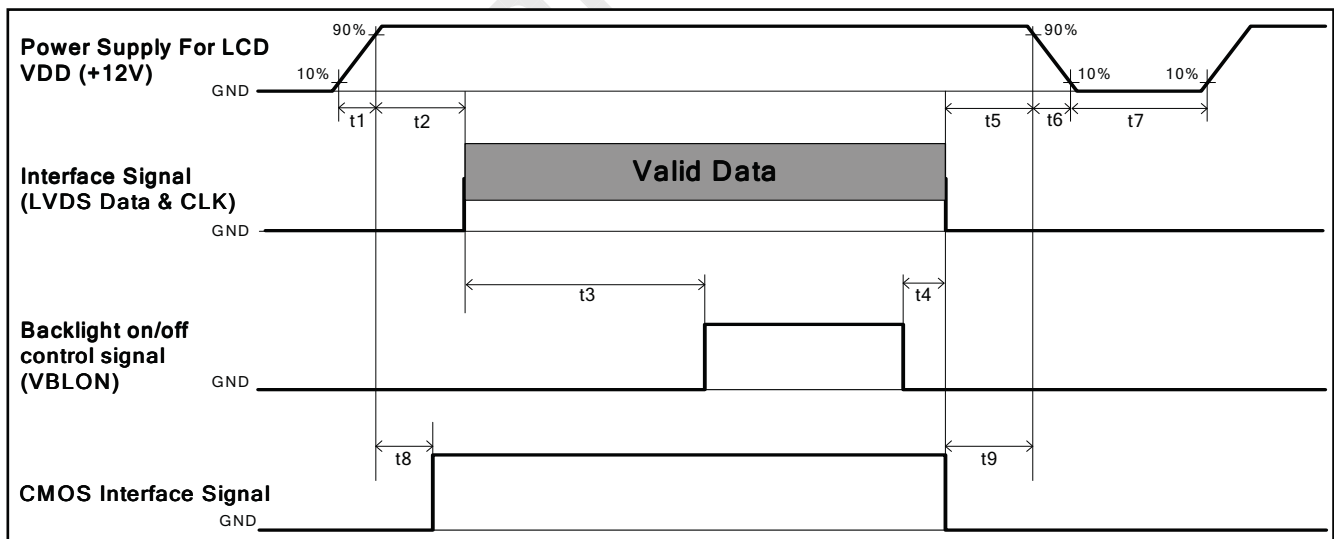 Power Supply For LCD
VDD (+12V)
90%
10%
GND
90%
10%
10%
t1
t2
t5
t6
t7
Interface Signal
(LVDS Data & CLK)
Valid Data
GND
t3
t4
Backlight on/off
control signal
(VBLON)
GND
t8
t9
CMOS Interface Signal
GND